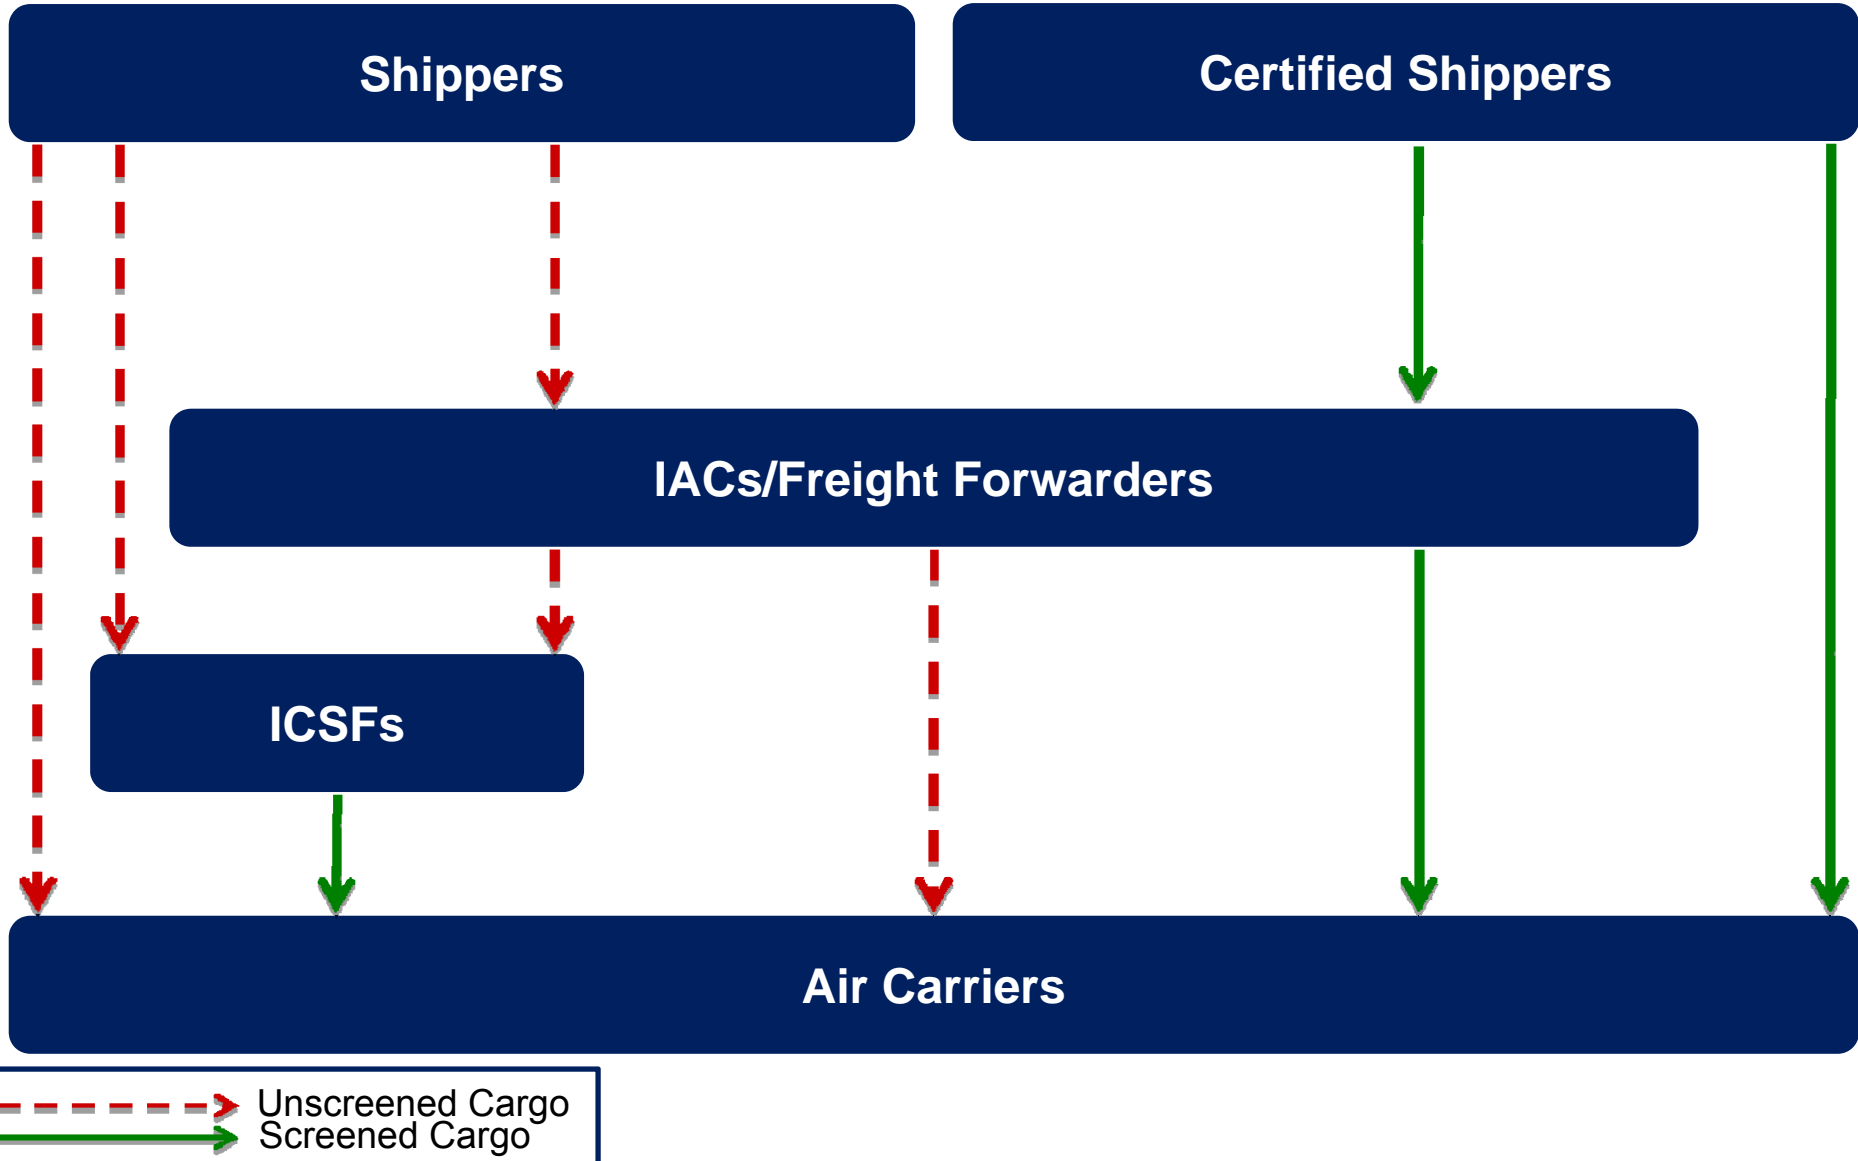 Shippers
Certified Shippers
IACs/Freight Forwarders
ICSFs
Air Carriers
Unscreened Cargo
Screened Cargo